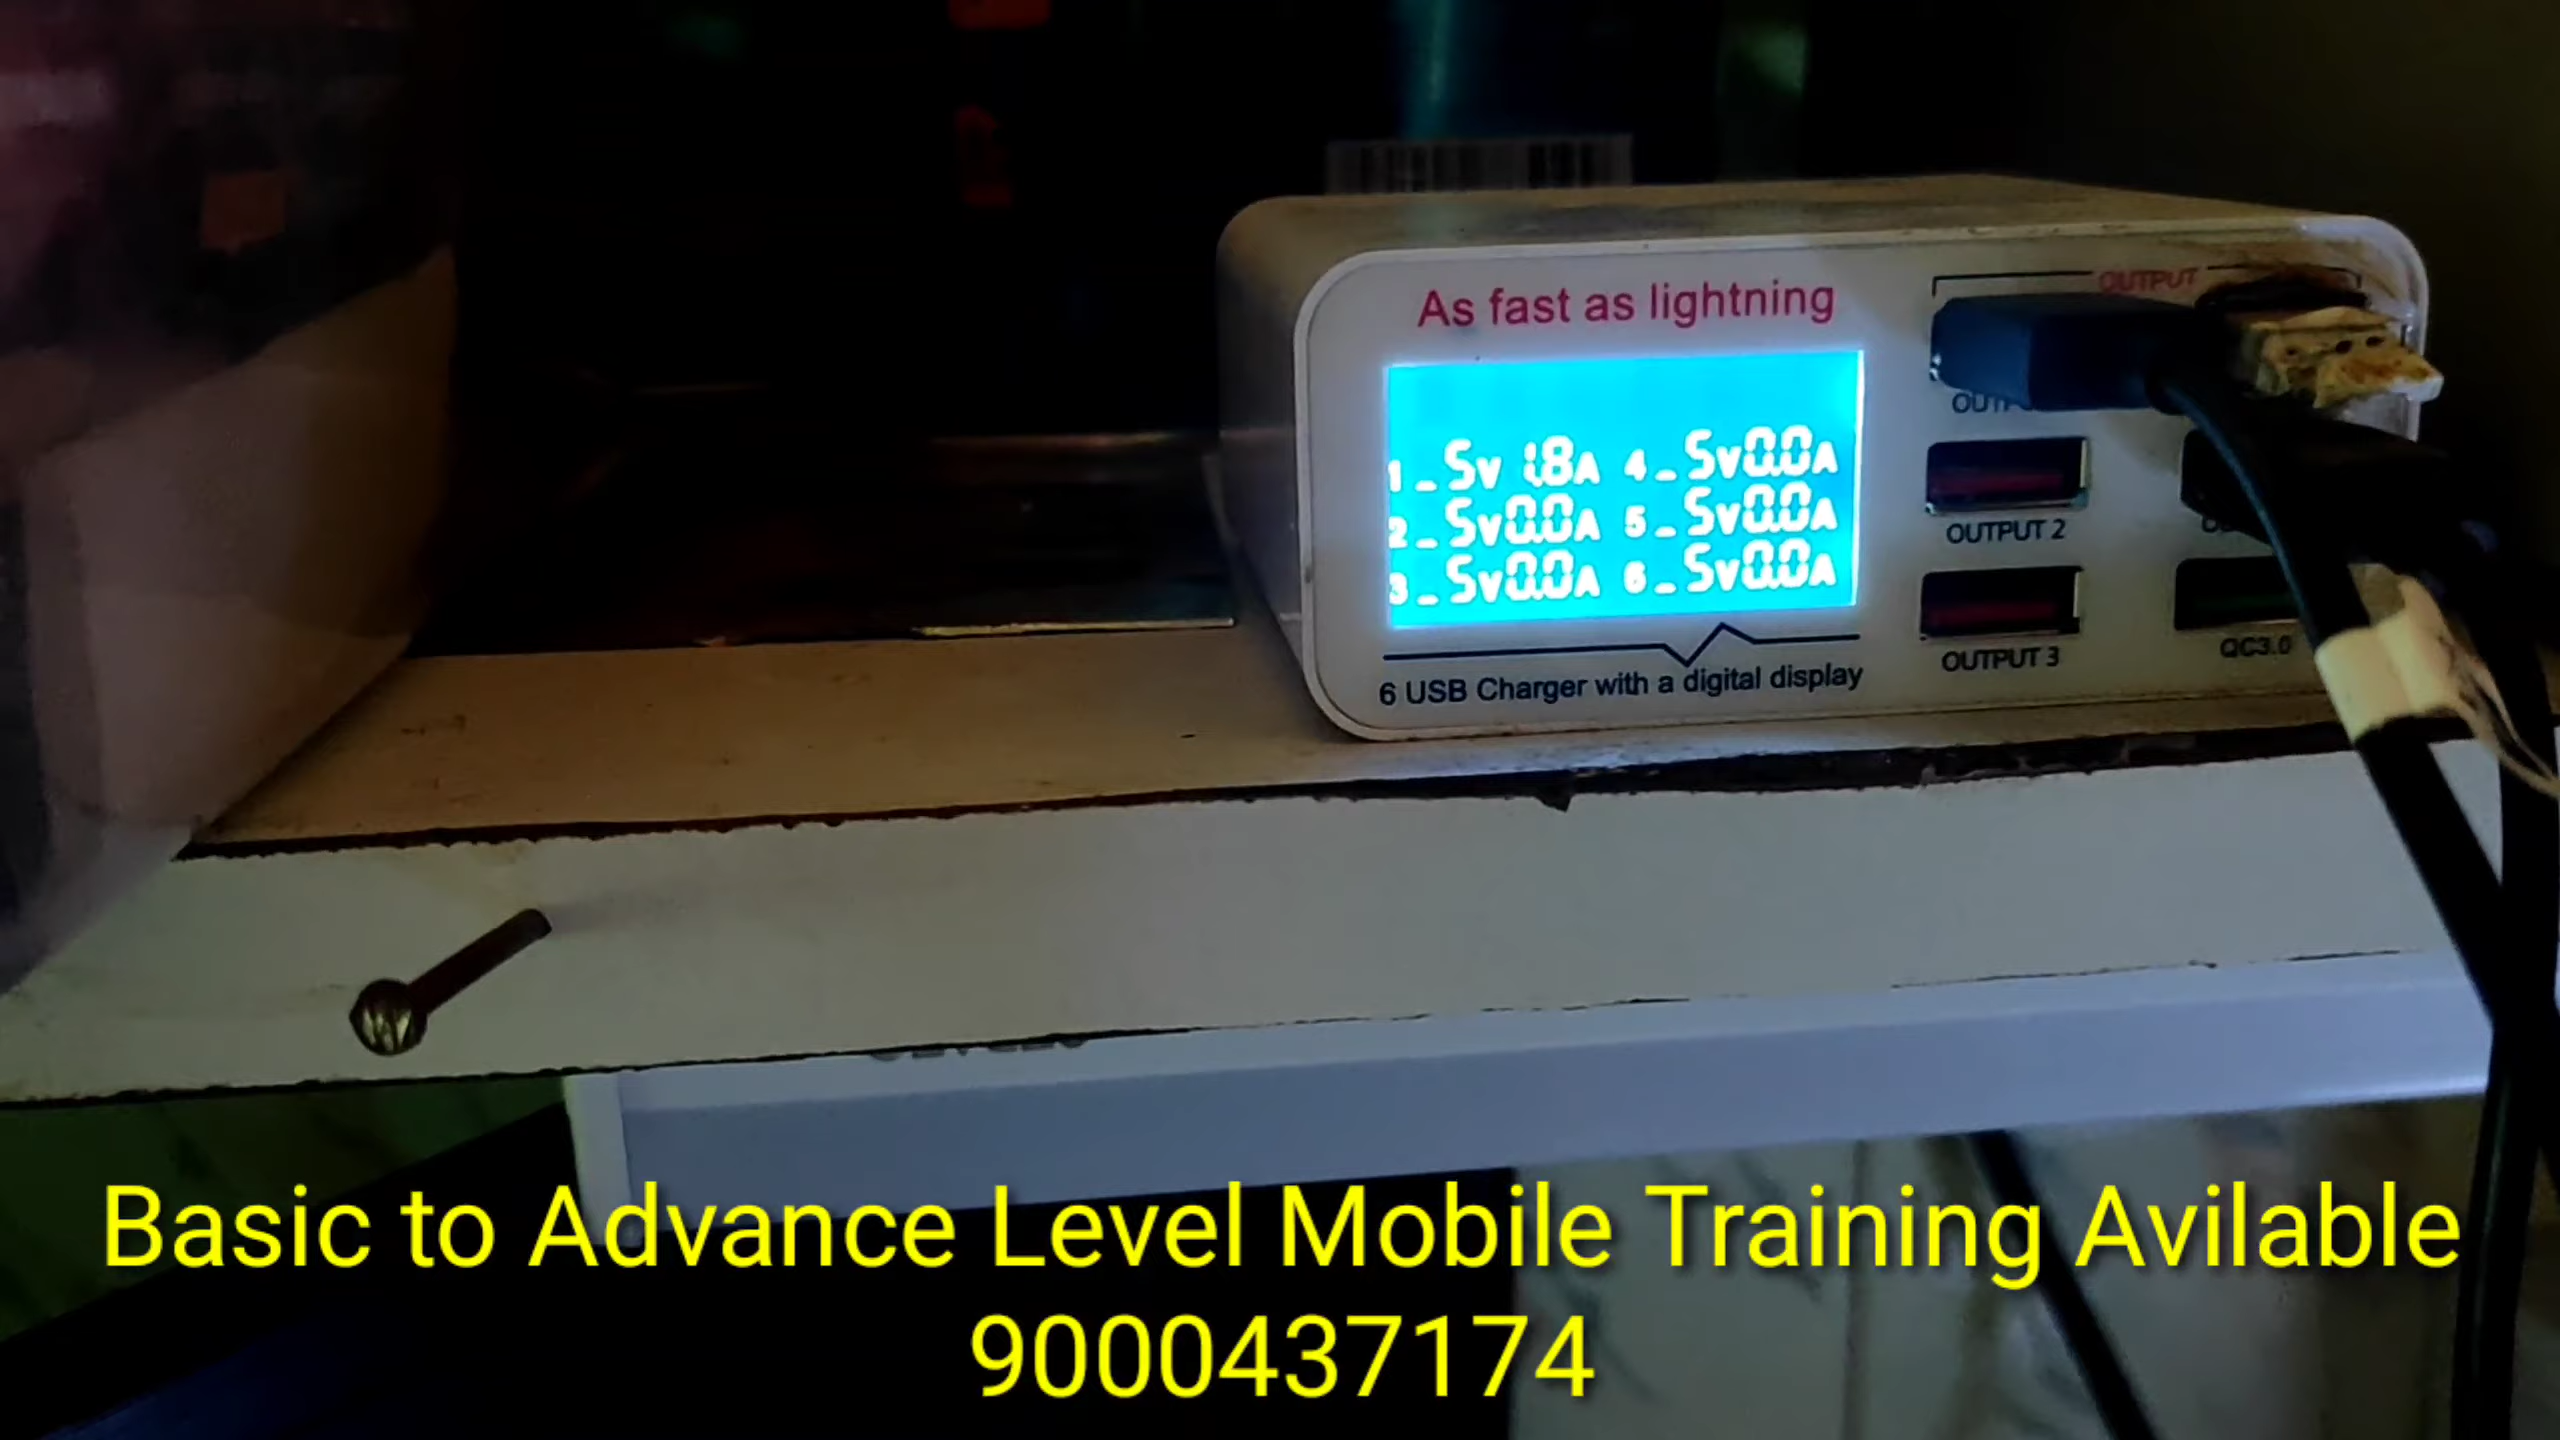 As fast as lightning
OUTPUT
1_5V 1.8A 4_5V0.0A
2_5V0.0A 5_5V0.0A
3_5V0.0A 6_5V0.0A
OUTPUT 2
OUTPUT 3
QC3.0
6 USB Charger with a digital display
Basic to Advance Level Mobile Training Avilable
9000437174